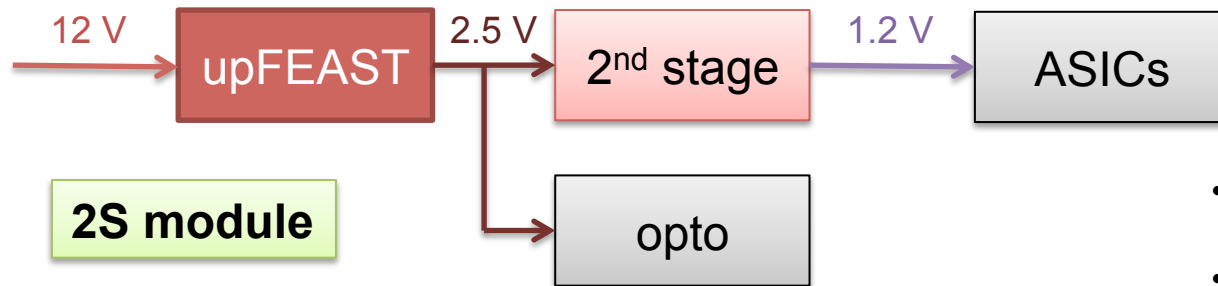 12 V
upFEAST
2.5 V
2nd stage
1.2 V
ASICs
2S module
opto
•
•